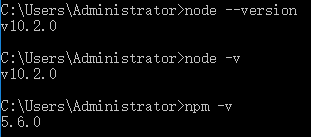 C:\Users\Administrator>node --version
v10.2.0
C:\Users\Administrator>node -v
v10.2.0
C:\Users\Administrator>npm -v
5.6.0